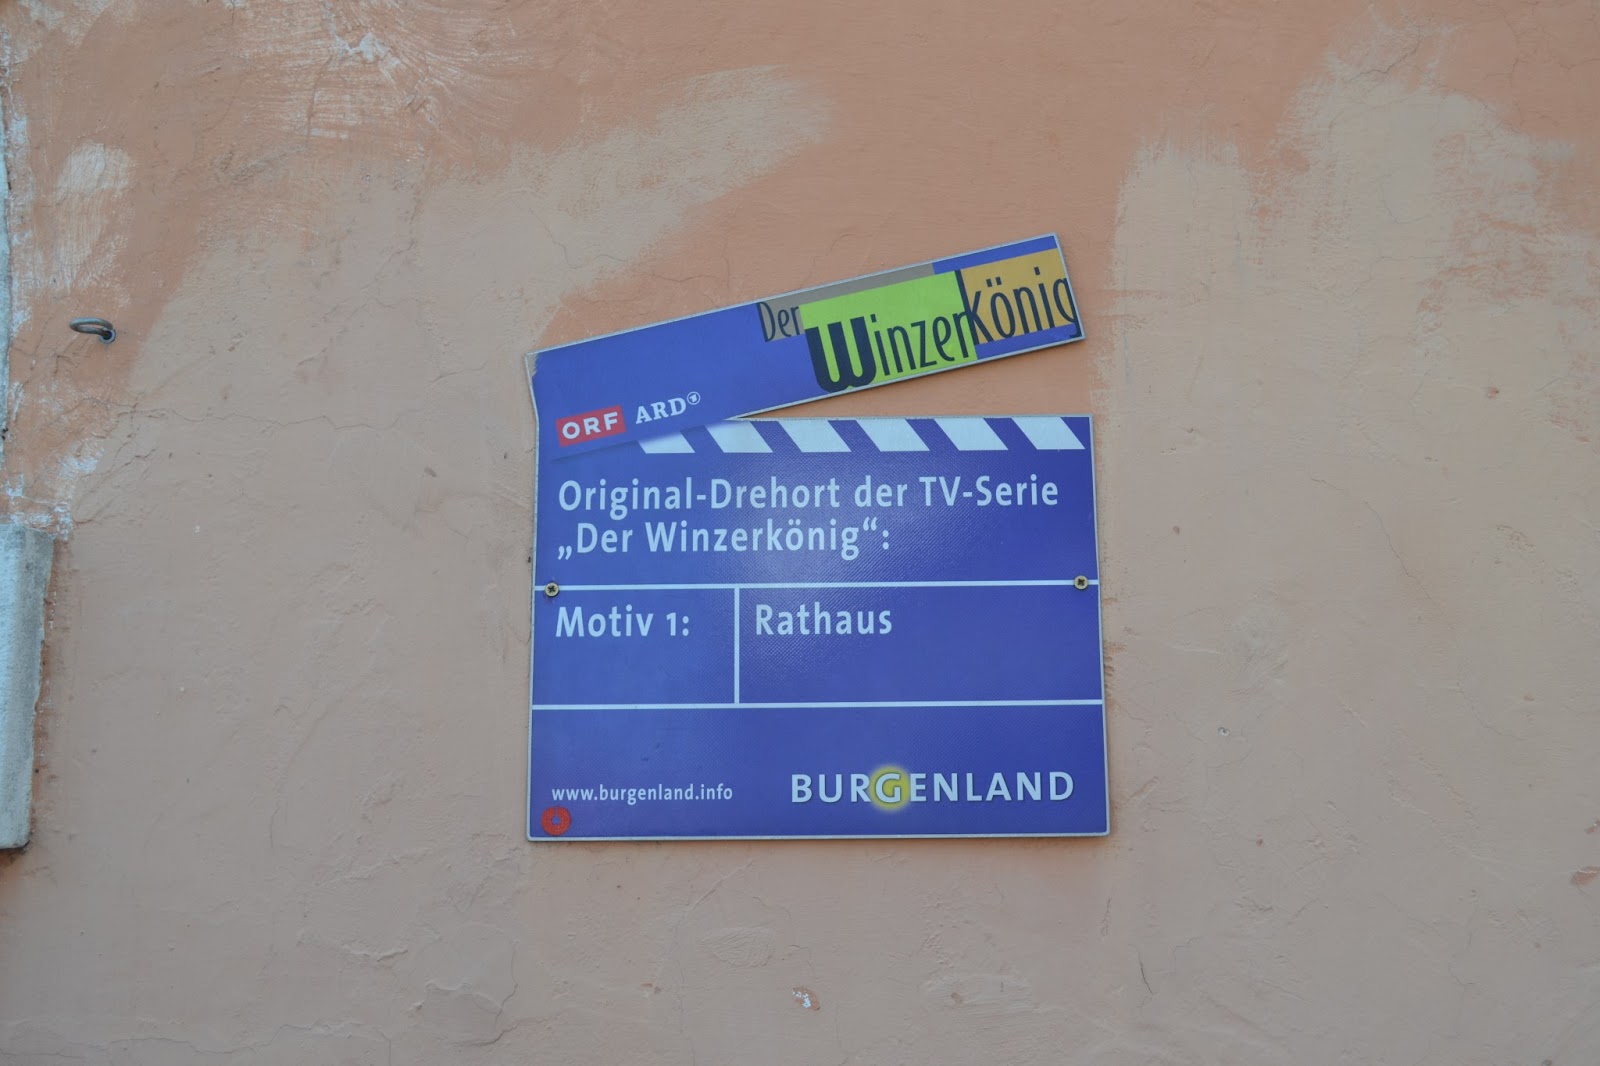 Der Winzerkönig
ORF ARD
Original-Drehort der TV-Serie
„Der Winzerkönig“:
Motiv 1: Rathaus
www.burgenland.info
BURGENLAND